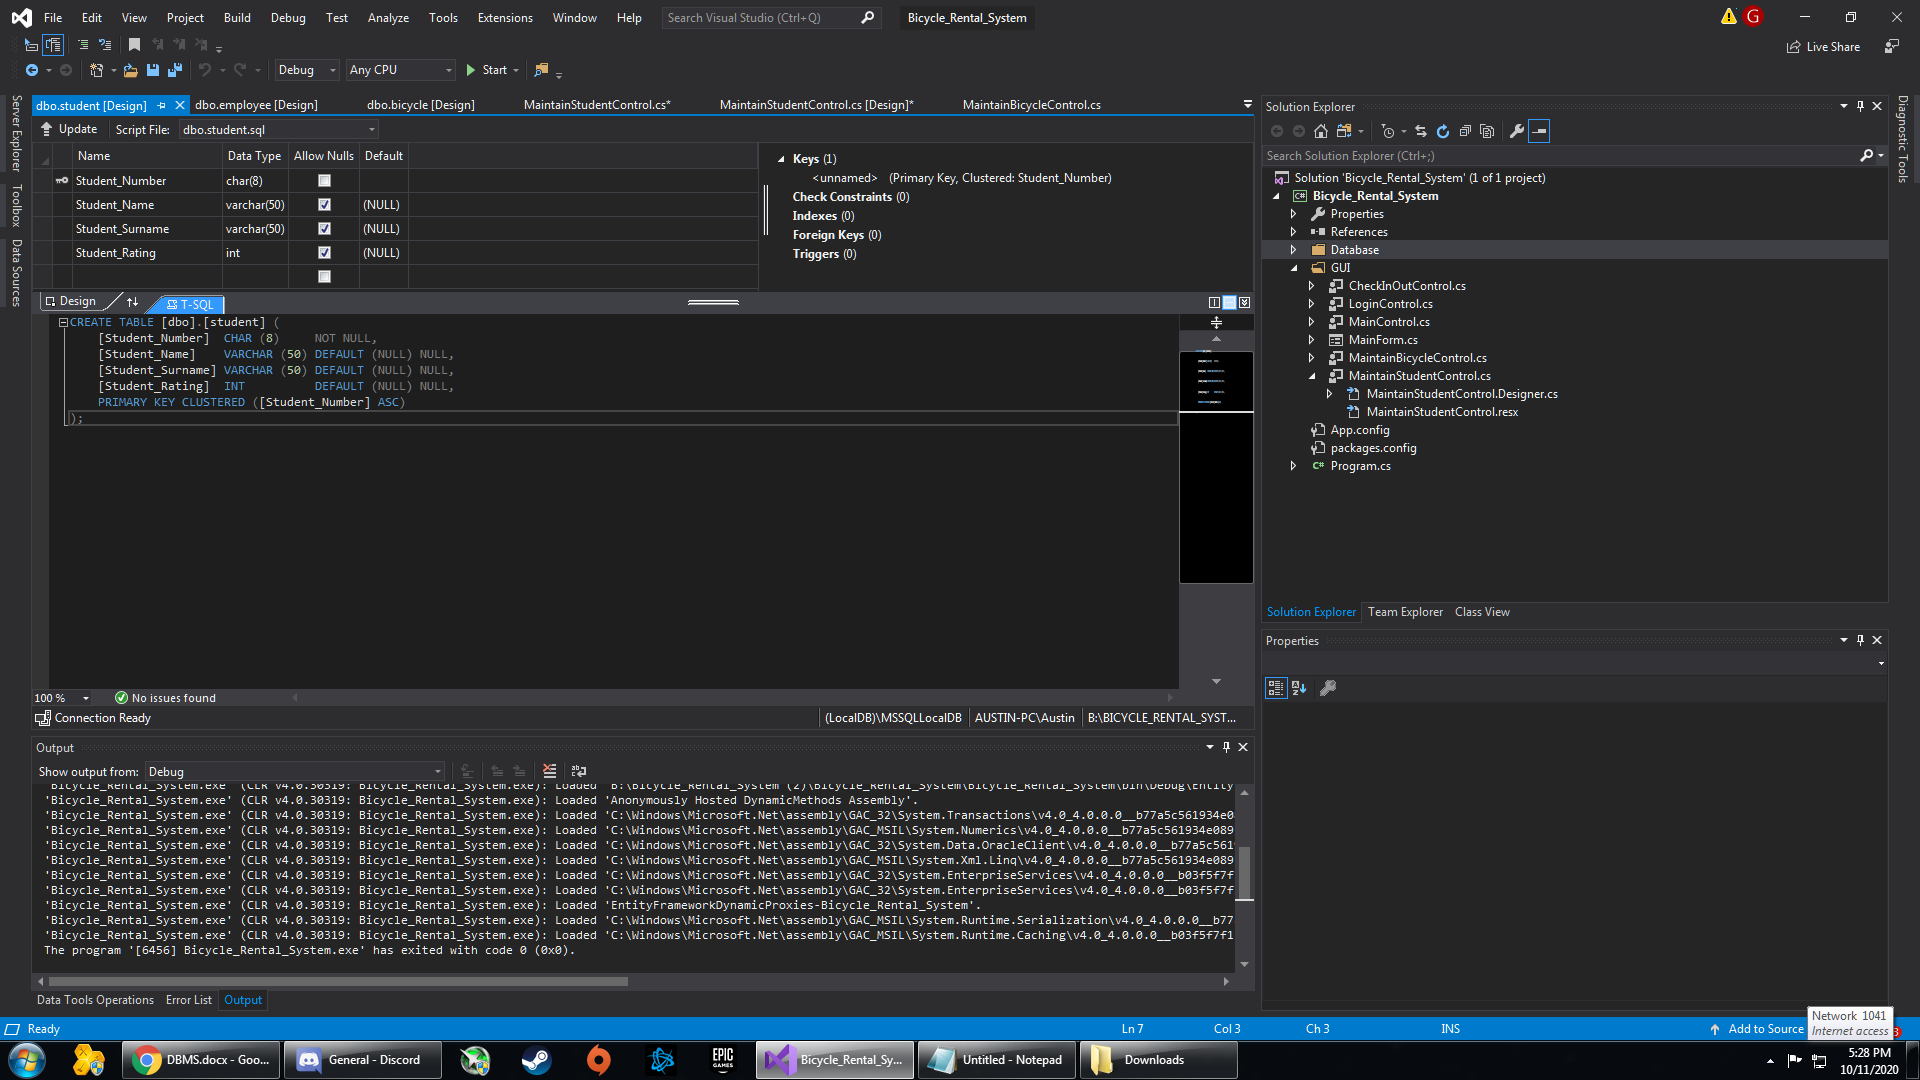 File Edit View Project Build Debug Test Analyze Tools Extensions Window Help Search Visual Studio (Ctrl+Q) Bicycle_Rental_System G
Live Share
Debug Any CPU Start
Server Explorer
Toolbox
Data Sources
dbo.student [Design] dbo.employee [Design] dbo.bicycle [Design] MaintainStudentControl.cs* MaintainStudentControl.cs [Design]* MaintainBicycleControl.cs
Update Script File: dbo.student.sql
Name Data Type Allow Nulls Default
Student_Number char(8)
Student_Name varchar(50) (NULL)
Student_Surname varchar(50) (NULL)
Student_Rating int (NULL)
Keys (1)
<unnamed> (Primary Key, Clustered: Student_Number)
Check Constraints (0)
Indexes (0)
Foreign Keys (0)
Triggers (0)
Design T-SQL
CREATE TABLE [dbo].[student] (
[Student_Number] CHAR (8) NOT NULL,
[Student_Name] VARCHAR (50) DEFAULT (NULL) NULL,
[Student_Surname] VARCHAR (50) DEFAULT (NULL) NULL,
[Student_Rating] INT DEFAULT (NULL) NULL,
PRIMARY KEY CLUSTERED ([Student_Number] ASC)
);
100 % No issues found
Connection Ready (LocalDB)\MSSQLLocalDB AUSTIN-PC\Austin B:\BICYCLE_RENTAL_SYST...
Output
Show output from: Debug
'Bicycle_Rental_System.exe' (CLR v4.0.30319: Bicycle_Rental_System.exe): Loaded 'B:\Bicycle_Rental_System (2)\Bicycle_Rental_System\bin\Debug\Entity
'Bicycle_Rental_System.exe' (CLR v4.0.30319: Bicycle_Rental_System.exe): Loaded 'Anonymously Hosted DynamicMethods Assembly'.
'Bicycle_Rental_System.exe' (CLR v4.0.30319: Bicycle_Rental_System.exe): Loaded 'C:\Windows\Microsoft.Net\assembly\GAC_32\System.Transactions\v4.0_4.0.0.0__b77a5c561934e0
'Bicycle_Rental_System.exe' (CLR v4.0.30319: Bicycle_Rental_System.exe): Loaded 'C:\Windows\Microsoft.Net\assembly\GAC_MSIL\System.Numerics\v4.0_4.0.0.0__b77a5c561934e089
'Bicycle_Rental_System.exe' (CLR v4.0.30319: Bicycle_Rental_System.exe): Loaded 'C:\Windows\Microsoft.Net\assembly\GAC_32\System.Data.OracleClient\v4.0_4.0.0.0__b77a5c561
'Bicycle_Rental_System.exe' (CLR v4.0.30319: Bicycle_Rental_System.exe): Loaded 'C:\Windows\Microsoft.Net\assembly\GAC_MSIL\System.Xml.Linq\v4.0_4.0.0.0__b77a5c561934e089
'Bicycle_Rental_System.exe' (CLR v4.0.30319: Bicycle_Rental_System.exe): Loaded 'C:\Windows\Microsoft.Net\assembly\GAC_32\System.EnterpriseServices\v4.0_4.0.0.0__b03f5f7f
'Bicycle_Rental_System.exe' (CLR v4.0.30319: Bicycle_Rental_System.exe): Loaded 'C:\Windows\Microsoft.Net\assembly\GAC_32\System.EnterpriseServices\v4.0_4.0.0.0__b03f5f7f
'Bicycle_Rental_System.exe' (CLR v4.0.30319: Bicycle_Rental_System.exe): Loaded 'EntityFrameworkDynamicProxies-Bicycle_Rental_System'.
'Bicycle_Rental_System.exe' (CLR v4.0.30319: Bicycle_Rental_System.exe): Loaded 'C:\Windows\Microsoft.Net\assembly\GAC_MSIL\System.Runtime.Serialization\v4.0_4.0.0.0__b77
'Bicycle_Rental_System.exe' (CLR v4.0.30319: Bicycle_Rental_System.exe): Loaded 'C:\Windows\Microsoft.Net\assembly\GAC_MSIL\System.Runtime.Caching\v4.0_4.0.0.0__b03f5f7f1
The program '[6456] Bicycle_Rental_System.exe' has exited with code 0 (0x0).
Data Tools Operations Error List Output
Solution Explorer
Search Solution Explorer (Ctrl+;)
Solution 'Bicycle_Rental_System' (1 of 1 project)
Bicycle_Rental_System
Properties
References
Database
GUI
CheckInOutControl.cs
LoginControl.cs
MainControl.cs
MainForm.cs
MaintainBicycleControl.cs
MaintainStudentControl.cs
MaintainStudentControl.Designer.cs
MaintainStudentControl.resx
App.config
packages.config
Program.cs
Solution Explorer Team Explorer Class View
Properties
Diagnostic Tools
Ready Ln 7 Col 3 Ch 3 INS Add to Source
Network 1041
Internet access
DBMS.docx - Goo... General - Discord EPIC GAMES Bicycle_Rental_Sy... Untitled - Notepad Downloads
5:28 PM
10/11/2020